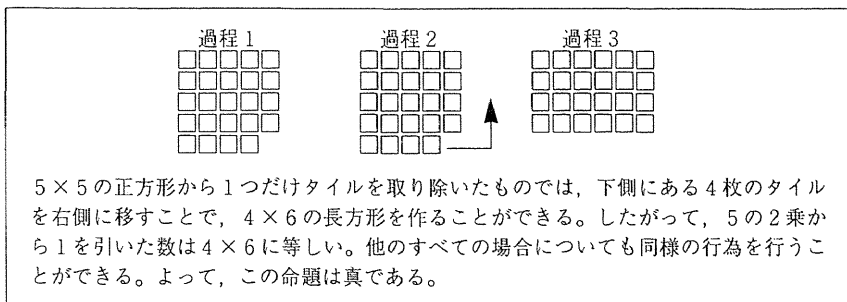 過程1 過程2 過程3
5×5の正方形から1つだけタイルを取り除いたものでは，下側にある4枚のタイル
を右側に移すことで，4×6の長方形を作ることができる。したがって，5の2乗か
ら1を引いた数は4×6に等しい。他のすべての場合についても同様の行為を行うこ
とができる。よって，この命題は真である。